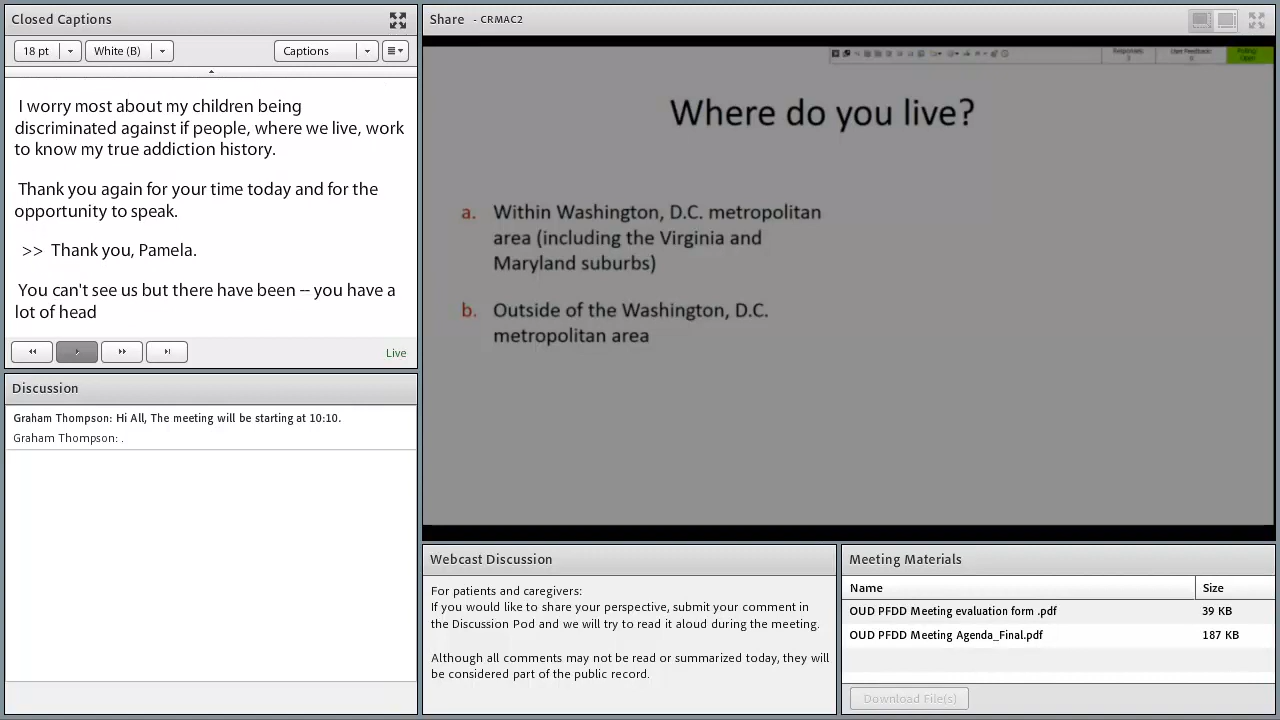 Closed Captions
18 pt
White (B)
Captions
I worry most about my children being
discriminated against if people, where we live, work
to know my true addiction history.
Thank you again for your time today and for the
opportunity to speak.
>> Thank you, Pamela.
You can't see us but there have been -- you have a
lot of head
Live
Discussion
Graham Thompson: Hi All, The meeting will be starting at 10:10.
Graham Thompson: .
Share - CRMAC2
Responses:
User Feedback:
Polling:
Open
Where do you live?
a. Within Washington, D.C. metropolitan
area (including the Virginia and
Maryland suburbs)
b. Outside of the Washington, D.C.
metropolitan area
Webcast Discussion
For patients and caregivers:
If you would like to share your perspective, submit your comment in
the Discussion Pod and we will try to read it aloud during the meeting.
Although all comments may not be read or summarized today, they will
be considered part of the public record.
Meeting Materials
Name Size
OUD PFDD Meeting evaluation form .pdf 39 KB
OUD PFDD Meeting Agenda_Final.pdf 187 KB
Download File(s)